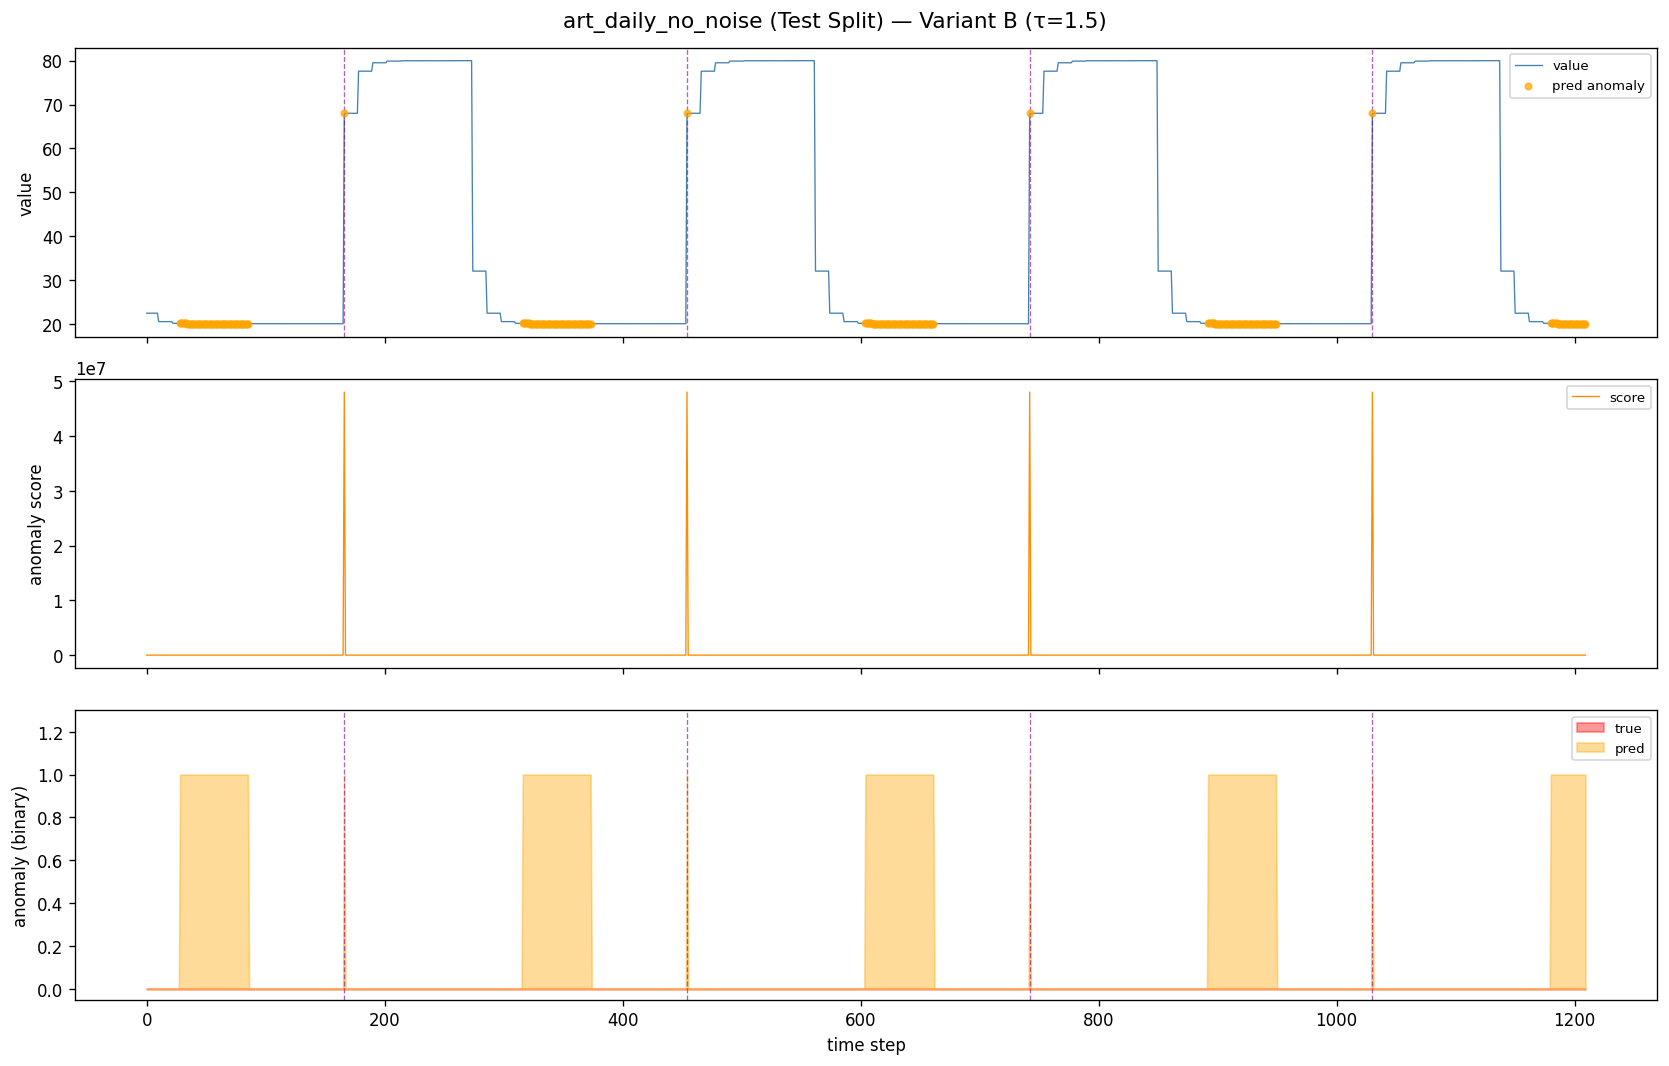 art_daily_no_noise (Test Split) — Variant B (τ=1.5)
value
80
70
60
50
40
30
20
value
pred anomaly
1e7
anomaly score
5
4
3
2
1
0
score
anomaly (binary)
1.2
1.0
0.8
0.6
0.4
0.2
0.0
true
pred
0 200 400 600 800 1000 1200
time step